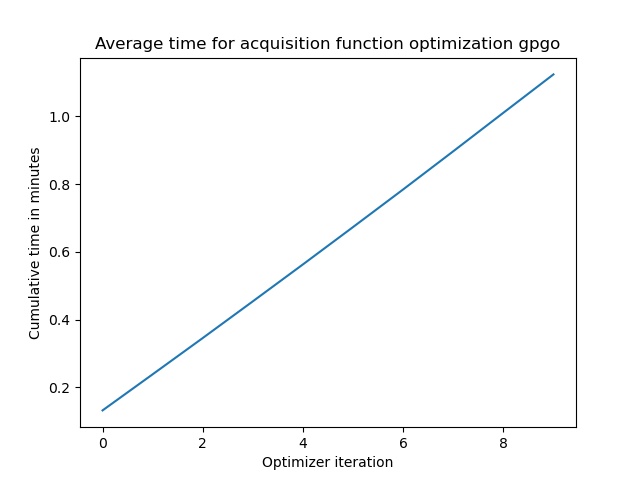 Average time for acquisition function optimization gpgo
Cumulative time in minutes
1.0
0.8
0.6
0.4
0.2
0 2 4 6 8
Optimizer iteration